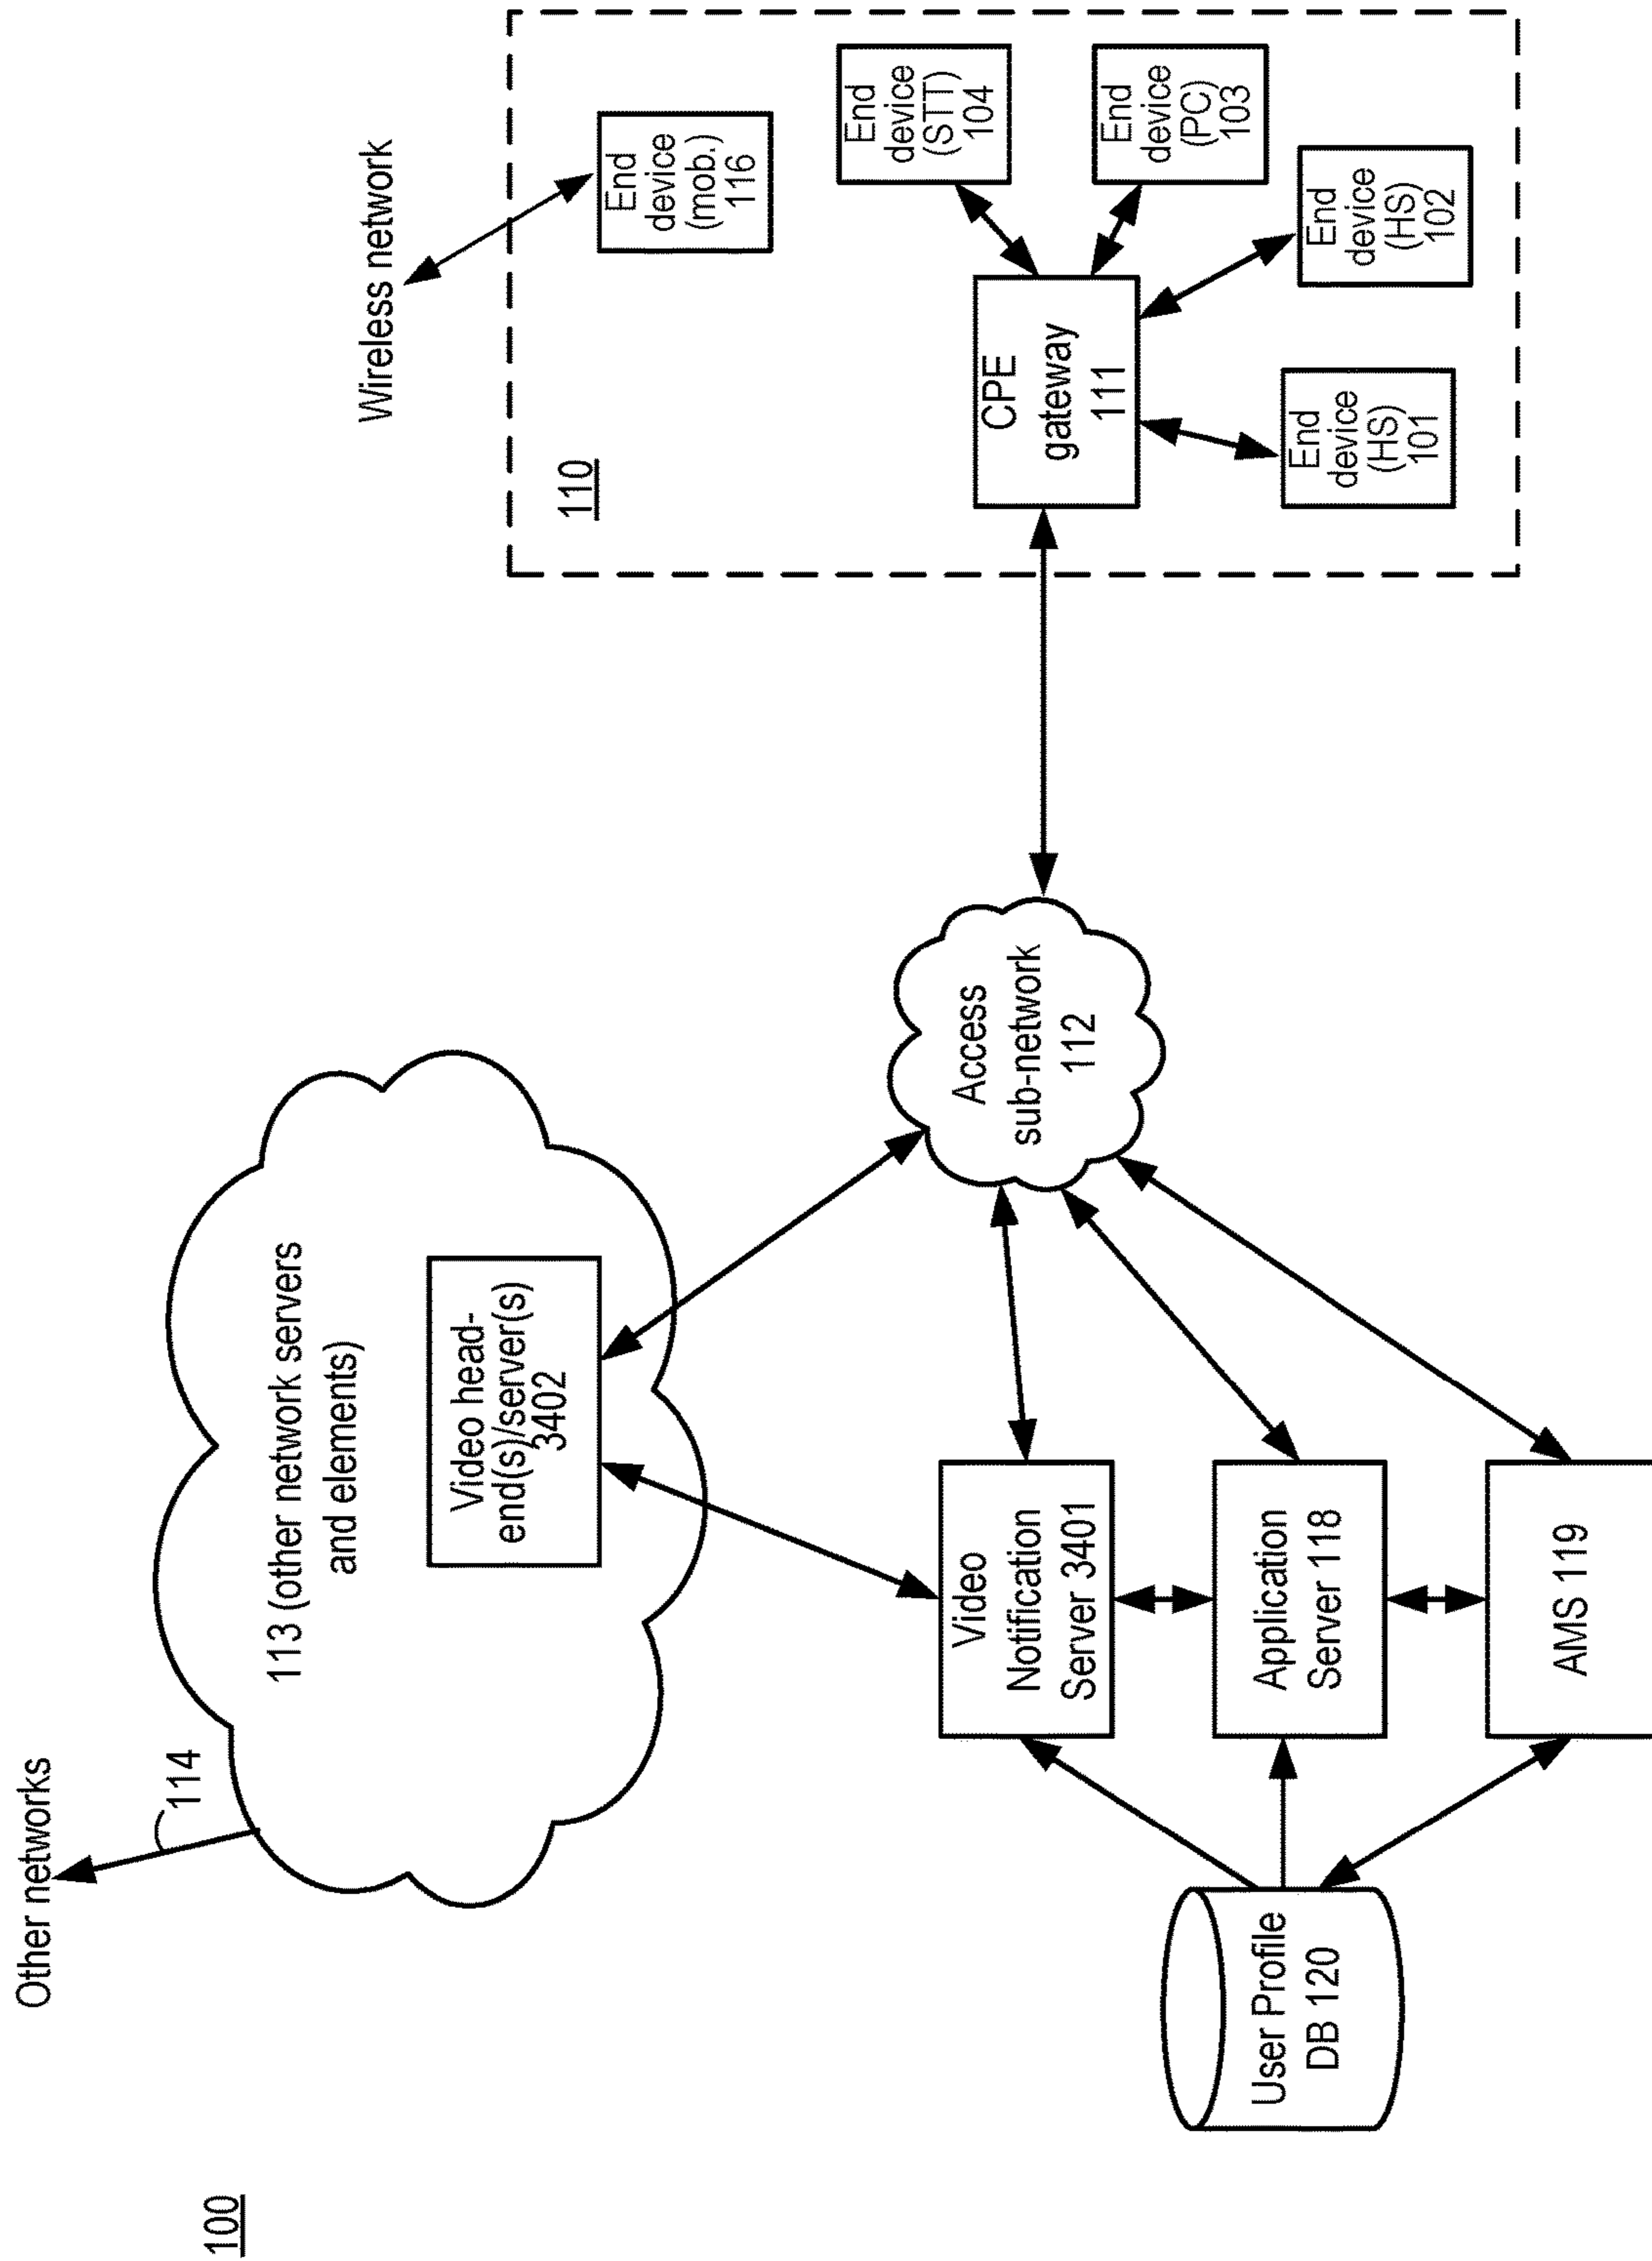 100
Other networks
114
113 (other network servers
and elements)
Video head-
end(s)/server(s)
3402
User Profile
DB 120
Video
Notification
Server 3401
Application
Server 118
AMS 119
Access
sub-network
112
Wireless network
110
CPE
gateway
111
End
device
(mob.)
116
End
device
(STT)
104
End
device
(PC)
103
End
device
(HS)
102
End
device
(HS)
101